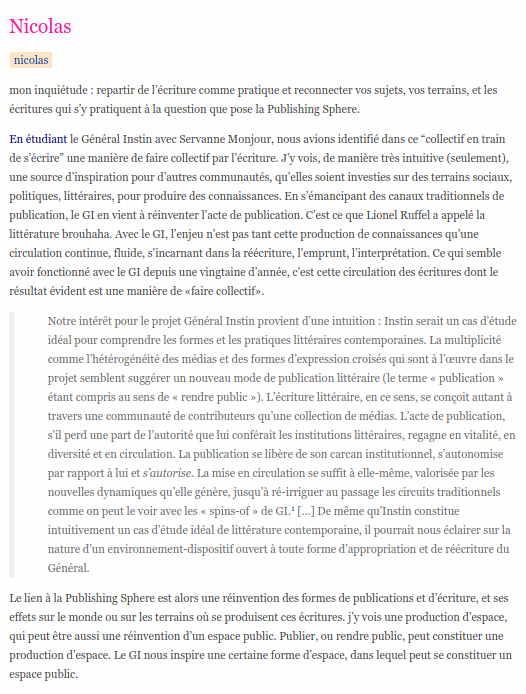 Nicolas
nicolas
mon inquiétude : repartir de l’écriture comme pratique et reconnecter vos sujets, vos terrains, et les
écritures qui s’y pratiquent à la question que pose la Publishing Sphere.
En étudiant le Général Instin avec Servanne Monjour, nous avions identifié dans ce “collectif en train
de s’écrire” une manière de faire collectif par l’écriture. J’y vois, de manière très intuitive (seulement),
une source d’inspiration pour d’autres communautés, qu’elles soient investies sur des terrains sociaux,
politiques, littéraires, pour produire des connaissances. En s’émancipant des canaux traditionnels de
publication, le GI en vient à réinventer l’acte de publication. C’est ce que Lionel Ruffel a appelé la
littérature brouhaha. Avec le GI, l’enjeu n’est pas tant cette production de connaissances qu’une
circulation continue, fluide, s’incarnant dans la réécriture, l’emprunt, l’interprétation. Ce qui semble
avoir fonctionné avec le GI depuis une vingtaine d’année, c’est cette circulation des écritures dont le
résultat évident est une manière de «faire collectif».
Notre intérêt pour le projet Général Instin provient d’une intuition : Instin serait un cas d’étude
idéal pour comprendre les formes et les pratiques littéraires contemporaines. La multiplicité
comme l’hétérogénéité des médias et des formes d’expression croisés qui sont à l’œuvre dans le
projet semblent suggérer un nouveau mode de publication littéraire (le terme « publication »
étant compris au sens de « rendre public »). L’écriture littéraire, en ce sens, se conçoit autant à
travers une communauté de contributeurs qu’une collection de médias. L’acte de publication,
s’il perd une part de l’autorité que lui conférait les institutions littéraires, regagne en vitalité, en
diversité et en circulation. La publication se libère de son carcan institutionnel, s’autonomise
par rapport à lui et s’autorise. La mise en circulation se suffit à elle-même, valorisée par les
nouvelles dynamiques qu’elle génère, jusqu’à ré-irriguer au passage les circuits traditionnels
comme on peut le voir avec les « spins-of » de GI.¹ […] De même qu’Instin constitue
intuitivement un cas d’étude idéal de littérature contemporaine, il pourrait nous éclairer sur la
nature d’un environnement-dispositif ouvert à toute forme d’appropriation et de réécriture du
Général.
Le lien à la Publishing Sphere est alors une réinvention des formes de publications et d’écriture, et ses
effets sur le monde ou sur les terrains où se produisent ces écritures. j’y vois une production d’espace,
qui peut être aussi une réinvention d’un espace public. Publier, ou rendre public, peut constituer une
production d’espace. Le GI nous inspire une certaine forme d’espace, dans lequel peut se constituer un
espace public.